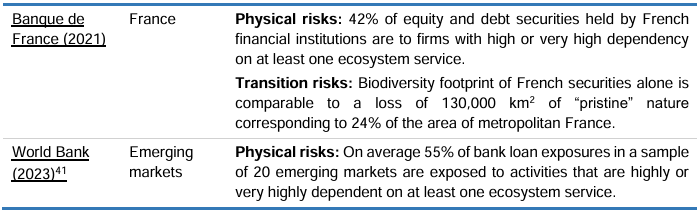 Banque de France (2021) France Physical risks: 42% of equity and debt securities held by French
financial institutions are to firms with high or very high dependency
on at least one ecosystem service.
Transition risks: Biodiversity footprint of French securities alone is
comparable to a loss of 130,000 km² of “pristine” nature
corresponding to 24% of the area of metropolitan France.
World Bank (2023)⁴¹ Emerging markets Physical risks: On average 55% of bank loan exposures in a sample
of 20 emerging markets are exposed to activities that are highly or
very highly dependent on at least one ecosystem service.